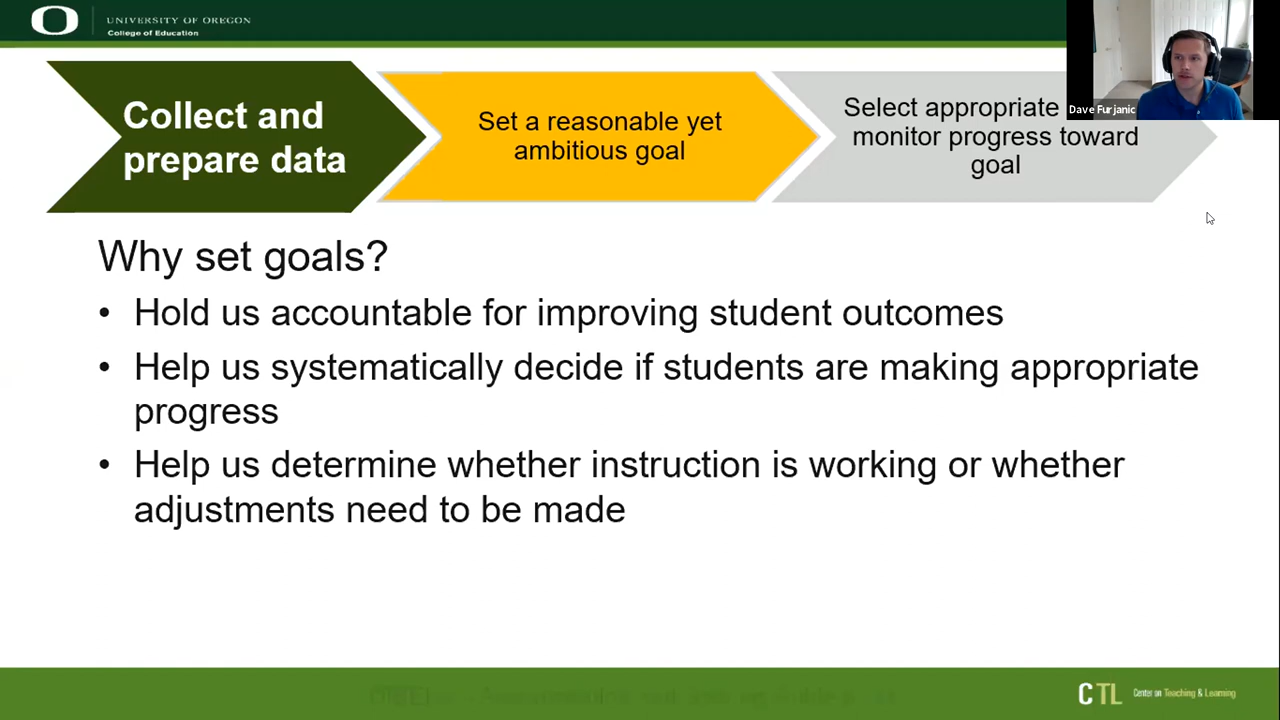 UNIVERSITY OF OREGON
College of Education
Dave Furjanic
Collect and
prepare data
Set a reasonable yet
ambitious goal
Select appropriate
monitor progress toward
goal
Why set goals?
• Hold us accountable for improving student outcomes
• Help us systematically decide if students are making appropriate
progress
• Help us determine whether instruction is working or whether
adjustments need to be made
CTL Center on Teaching & Learning